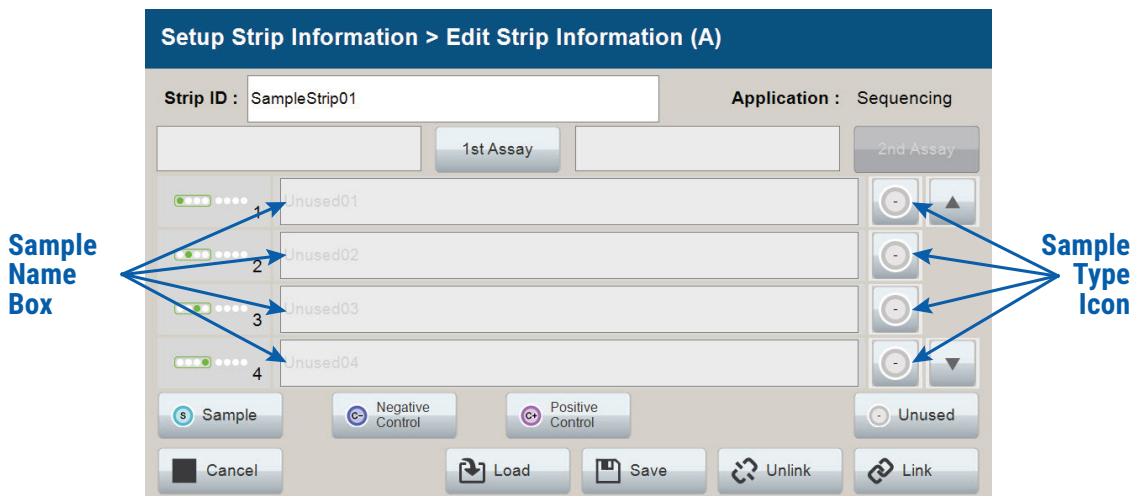 Setup Strip Information > Edit Strip Information (A)
Strip ID : SampleStrip01 Application : Sequencing
1st Assay 2nd Assay
1 Unused01
2 Unused02
3 Unused03
4 Unused04
Sample
Name
Box
Sample
Type
Icon
S Sample
C- Negative
Control
C+ Positive
Control
- Unused
Cancel Load Save Unlink Link